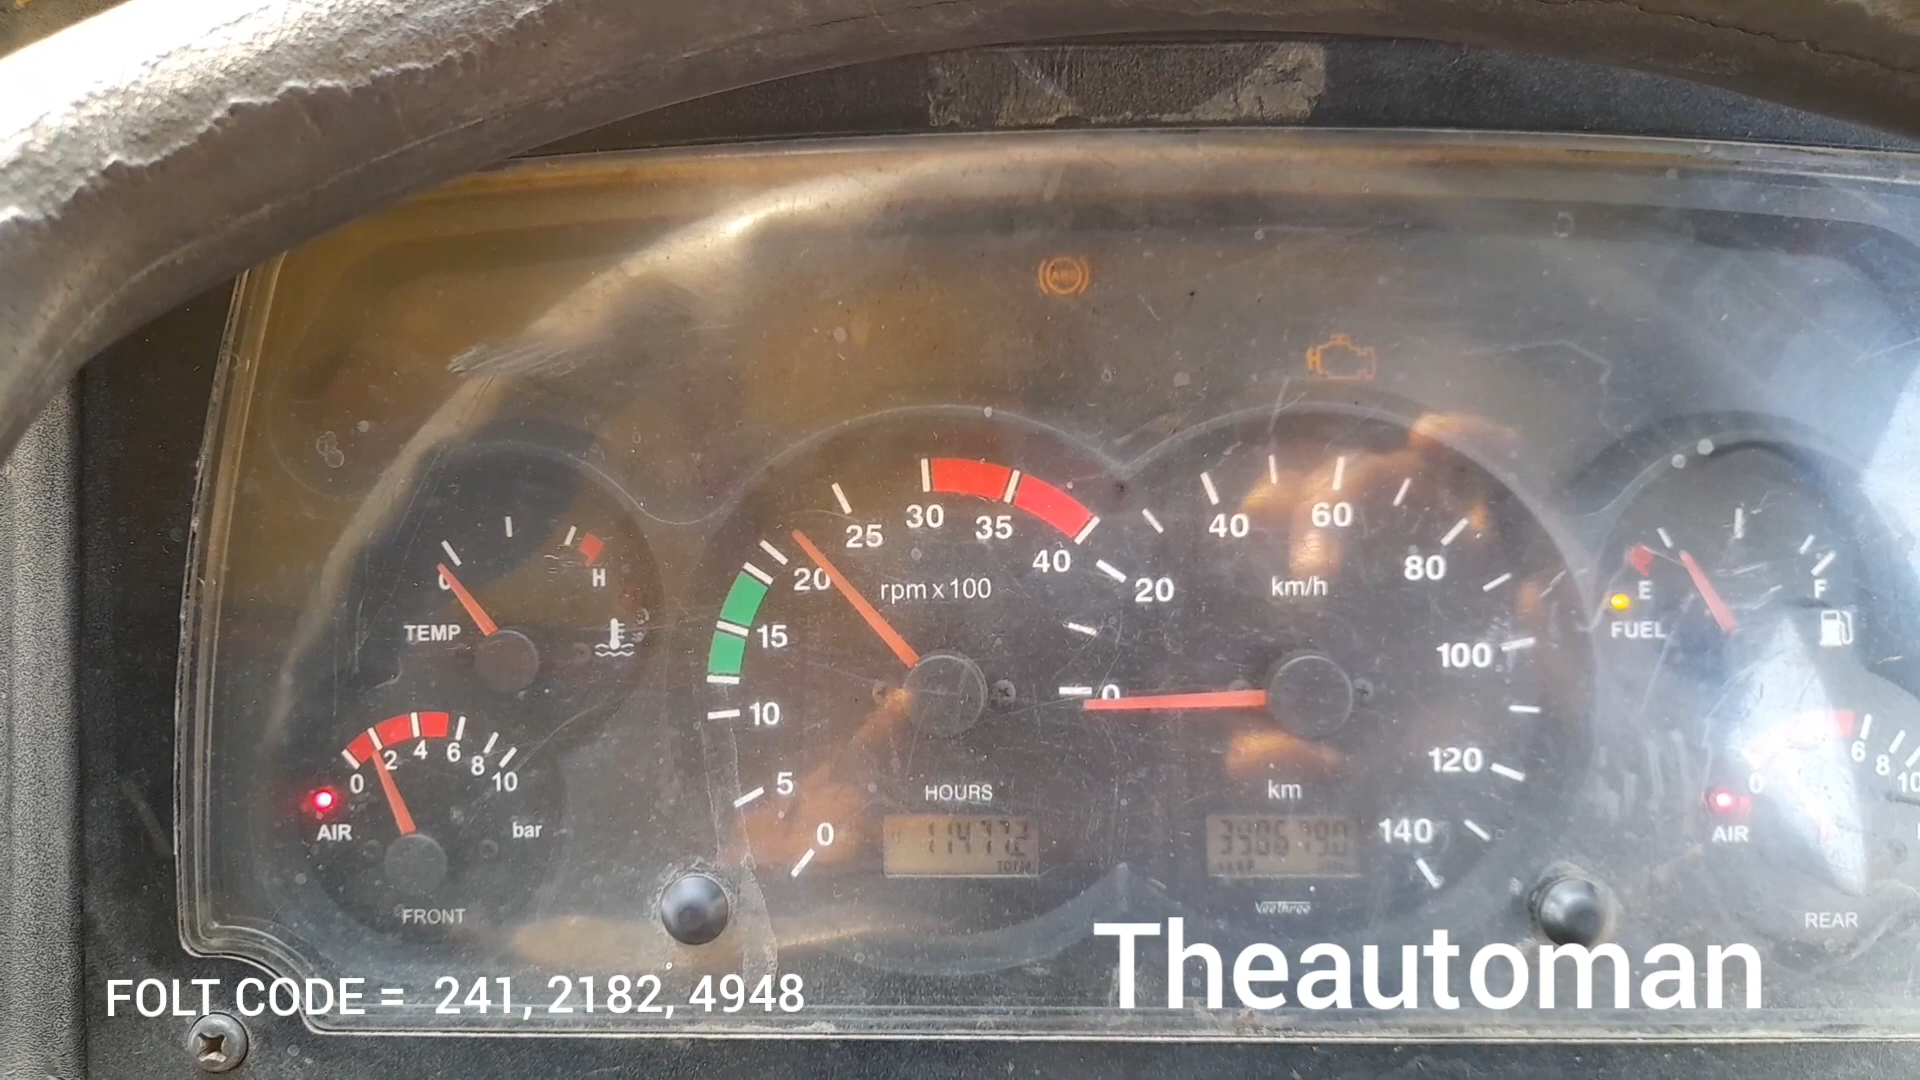 ABS
25 30 35 40
20
15
10
5
0
rpm x 100
HOURS
TOTAL
0 20 40 60 80 100 120 140
km/h
km
Veethree
H
TEMP
0 2 4 6 8 10
AIR
bar
FRONT
E F
FUEL
0 6 8 10
AIR
REAR
FOLT CODE = 241, 2182, 4948
Theautoman